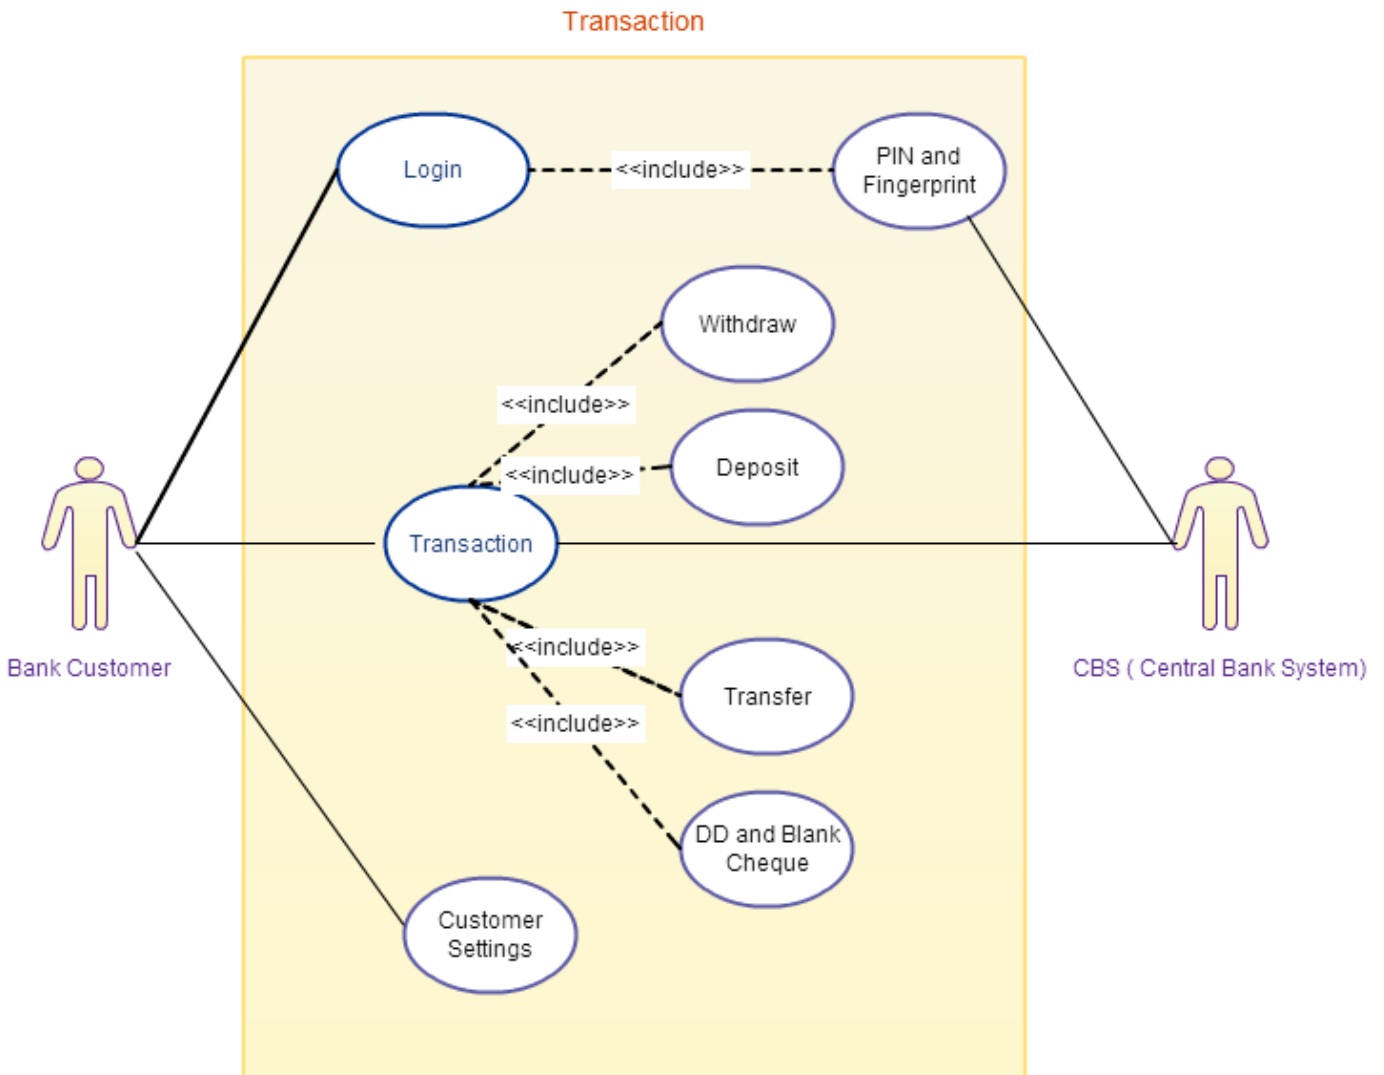 Transaction
Login
<<include>>
PIN and
Fingerprint
Withdraw
<<include>>
<<include>>
Deposit
Transaction
Bank Customer
CBS ( Central Bank System)
<<include>>
Transfer
<<include>>
DD and Blank
Cheque
Customer
Settings